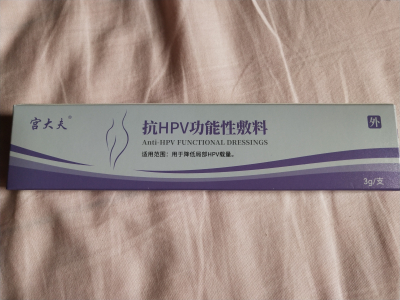 宫大夫®
抗HPV功能性敷料
Anti-HPV FUNCTIONAL DRESSINGS
适用范围：用于降低局部HPV载量。
外
3g/支